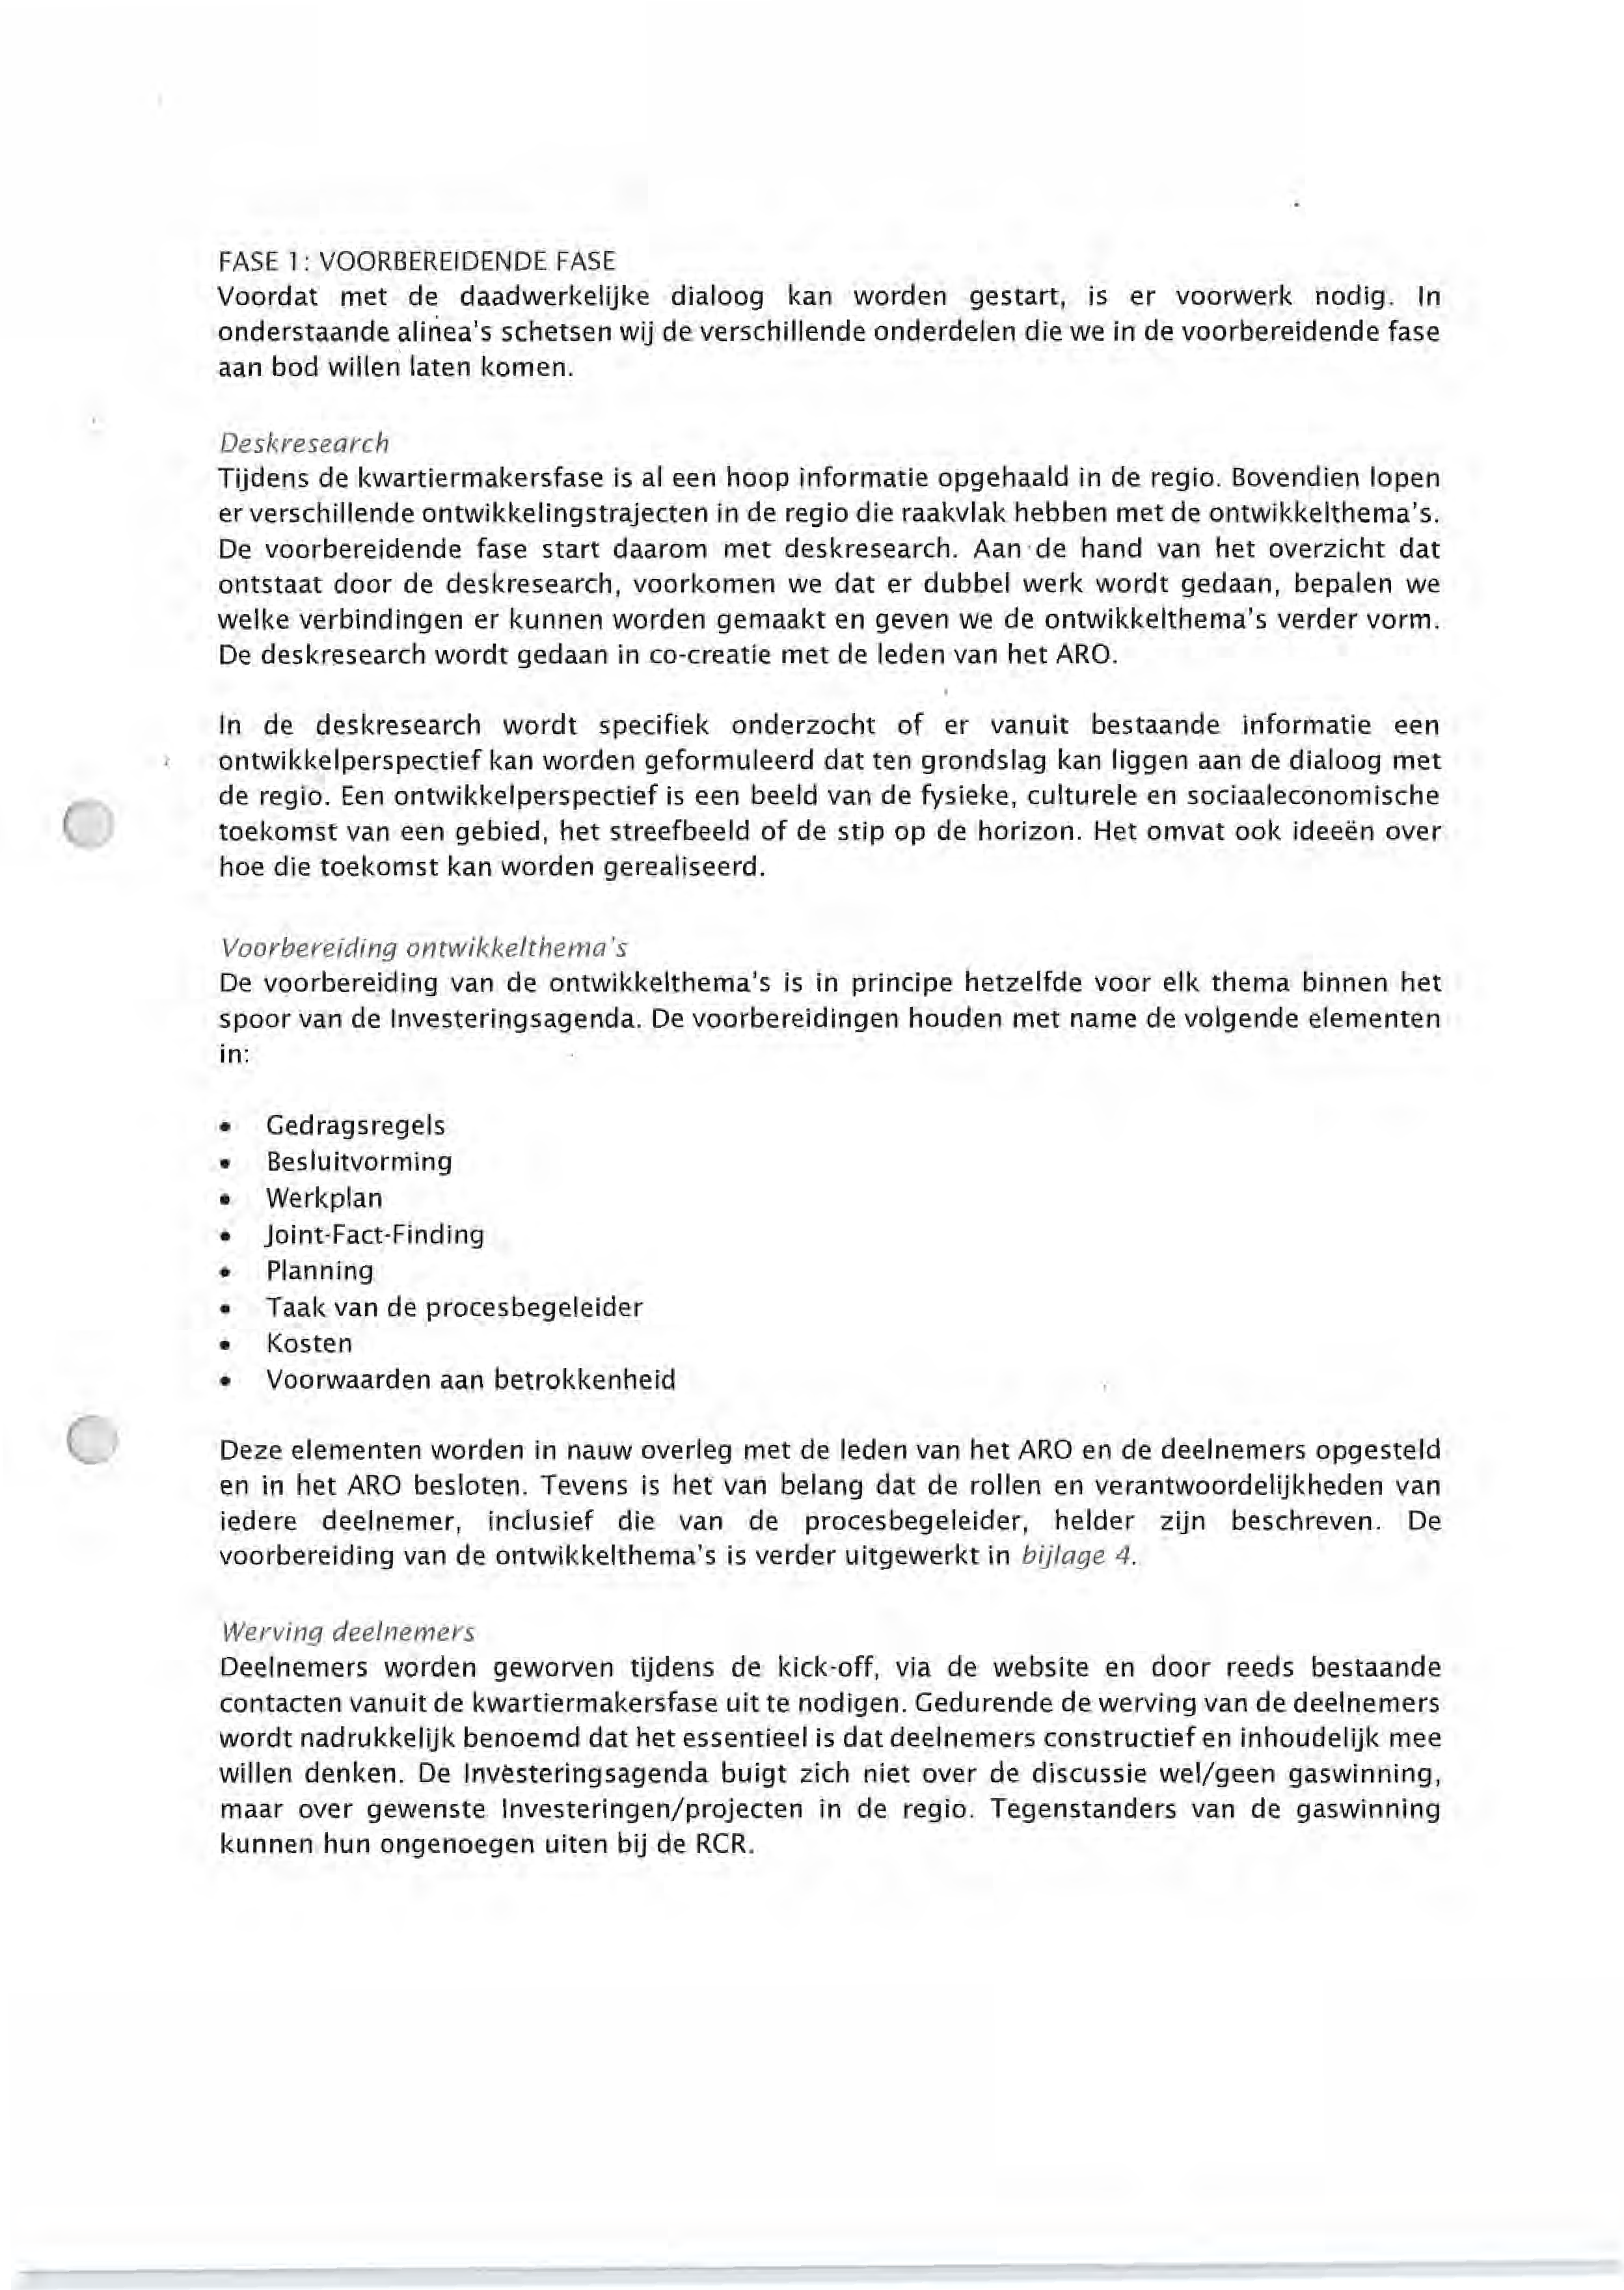 FASE 1: VOORBEREIDENDE FASE
Voordat met de daadwerkelijke dialoog kan worden gestart, is er voorwerk nodig. In
onderstaande alinea's schetsen wij de verschillende onderdelen die we in de voorbereidende fase
aan bod willen laten komen.
Deskresearch
Tijdens de kwartiermakersfase is al een hoop informatie opgehaald in de regio. Bovendien lopen
er verschillende ontwikkelingstrajecten in de regio die raakvlak hebben met de ontwikkelthema's.
De voorbereidende fase start daarom met deskresearch. Aan de hand van het overzicht dat
ontstaat door de deskresearch, voorkomen we dat er dubbel werk wordt gedaan, bepalen we
welke verbindingen er kunnen worden gemaakt en geven we de ontwikkelthema's verder vorm.
De deskresearch wordt gedaan in co-creatie met de leden van het ARO.
In de deskresearch wordt specifiek onderzocht of er vanuit bestaande informatie een
ontwikkelperspectief kan worden geformuleerd dat ten grondslag kan liggen aan de dialoog met
de regio. Een ontwikkelperspectief is een beeld van de fysieke, culturele en sociaaleconomische
toekomst van een gebied, het streefbeeld of de stip op de horizon. Het omvat ook ideeën over
hoe die toekomst kan worden gerealiseerd.
Voorbereiding ontwikkelthema's
De voorbereiding van de ontwikkelthema's is in principe hetzelfde voor elk thema binnen het
spoor van de Investeringsagenda. De voorbereidingen houden met name de volgende elementen
in:
• Gedragsregels
• Besluitvorming
• Werkplan
• Joint-Fact-Finding
• Planning
• Taak van de procesbegeleider
• Kosten
• Voorwaarden aan betrokkenheid
Deze elementen worden in nauw overleg met de leden van het ARO en de deelnemers opgesteld
en in het ARO besloten. Tevens is het van belang dat de rollen en verantwoordelijkheden van
iedere deelnemer, inclusief die van de procesbegeleider, helder zijn beschreven. De
voorbereiding van de ontwikkelthema's is verder uitgewerkt in bijlage 4.
Werving deelnemers
Deelnemers worden geworven tijdens de kick-off, via de website en door reeds bestaande
contacten vanuit de kwartiermakersfase uit te nodigen. Gedurende de werving van de deelnemers
wordt nadrukkelijk benoemd dat het essentieel is dat deelnemers constructief en inhoudelijk mee
willen denken. De Investeringsagenda buigt zich niet over de discussie wel/geen gaswinning,
maar over gewenste investeringen/projecten in de regio. Tegenstanders van de gaswinning
kunnen hun ongenoegen uiten bij de RCR.